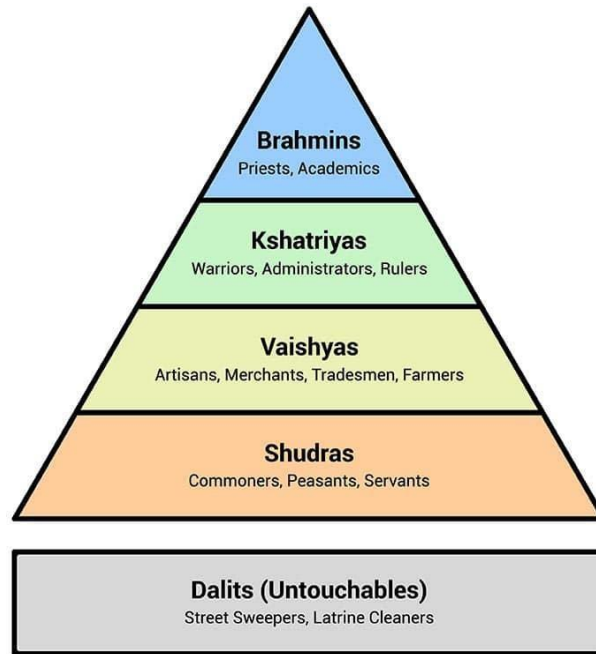 Brahmins
Priests, Academics
Kshatriyas
Warriors, Administrators, Rulers
Vaishyas
Artisans, Merchants, Tradesmen, Farmers
Shudras
Commoners, Peasants, Servants
Dalits (Untouchables)
Street Sweepers, Latrine Cleaners